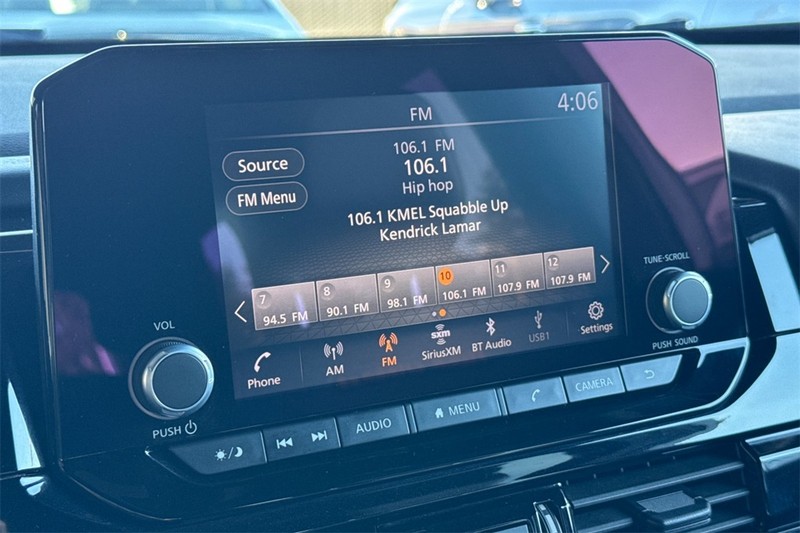 FM
4:06
Source
FM Menu
106.1 FM
106.1
Hip hop
106.1 KMEL Squabble Up
Kendrick Lamar
7
94.5 FM
8
90.1 FM
9
98.1 FM
10
106.1 FM
11
107.9 FM
12
107.9 FM
Phone
AM
FM
sxm
SiriusXM
BT Audio
USB1
Settings
VOL
PUSH
TUNE-SCROLL
PUSH SOUND
AUDIO
MENU
CAMERA